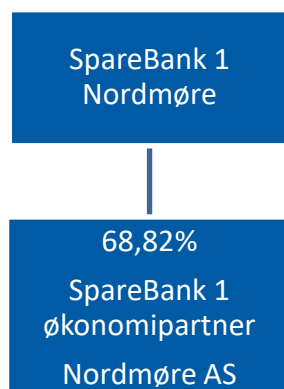 SpareBank 1
Nordmøre
68,82%
SpareBank 1
økonomipartner
Nordmøre AS